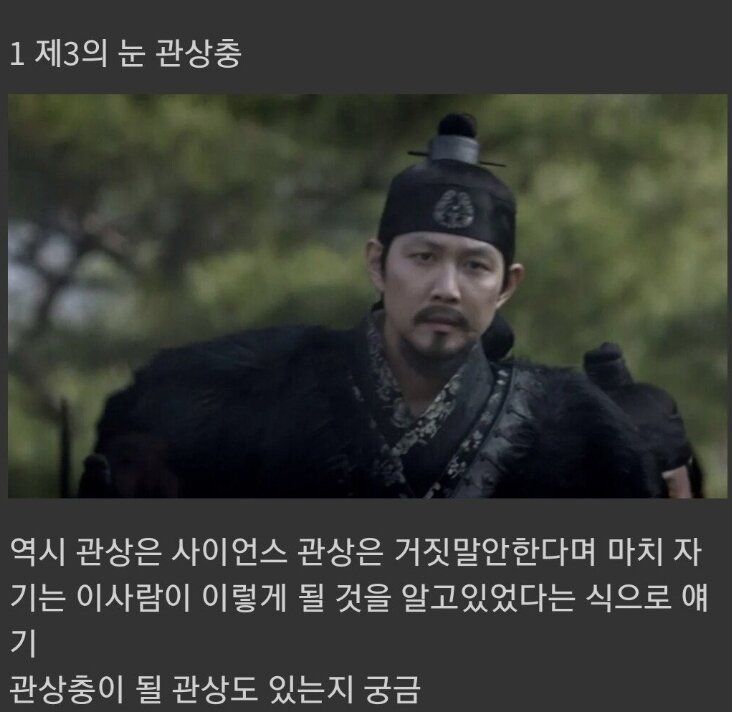 1 제3의 눈 관상충
역시 관상은 사이언스 관상은 거짓말안한다며 마치 자
기는 이사람이 이렇게 될 것을 알고있었다는 식으로 얘
기
관상충이 될 관상도 있는지 궁금